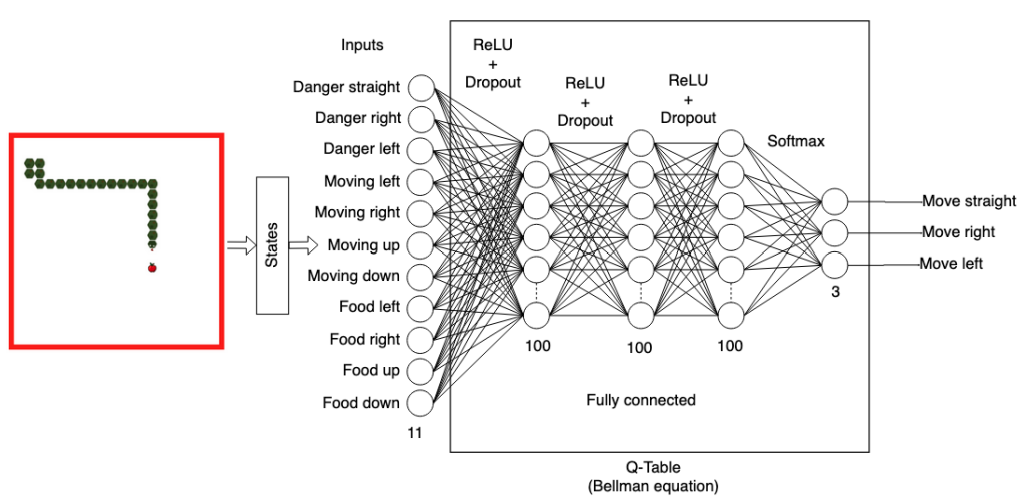 Inputs
Danger straight
Danger right
Danger left
Moving left
Moving right
Moving up
Moving down
Food left
Food right
Food up
Food down
11
States
ReLU
+
Dropout
ReLU
+
Dropout
ReLU
+
Dropout
Softmax
100
100
100
3
Fully connected
Move straight
Move right
Move left
Q-Table
(Bellman equation)